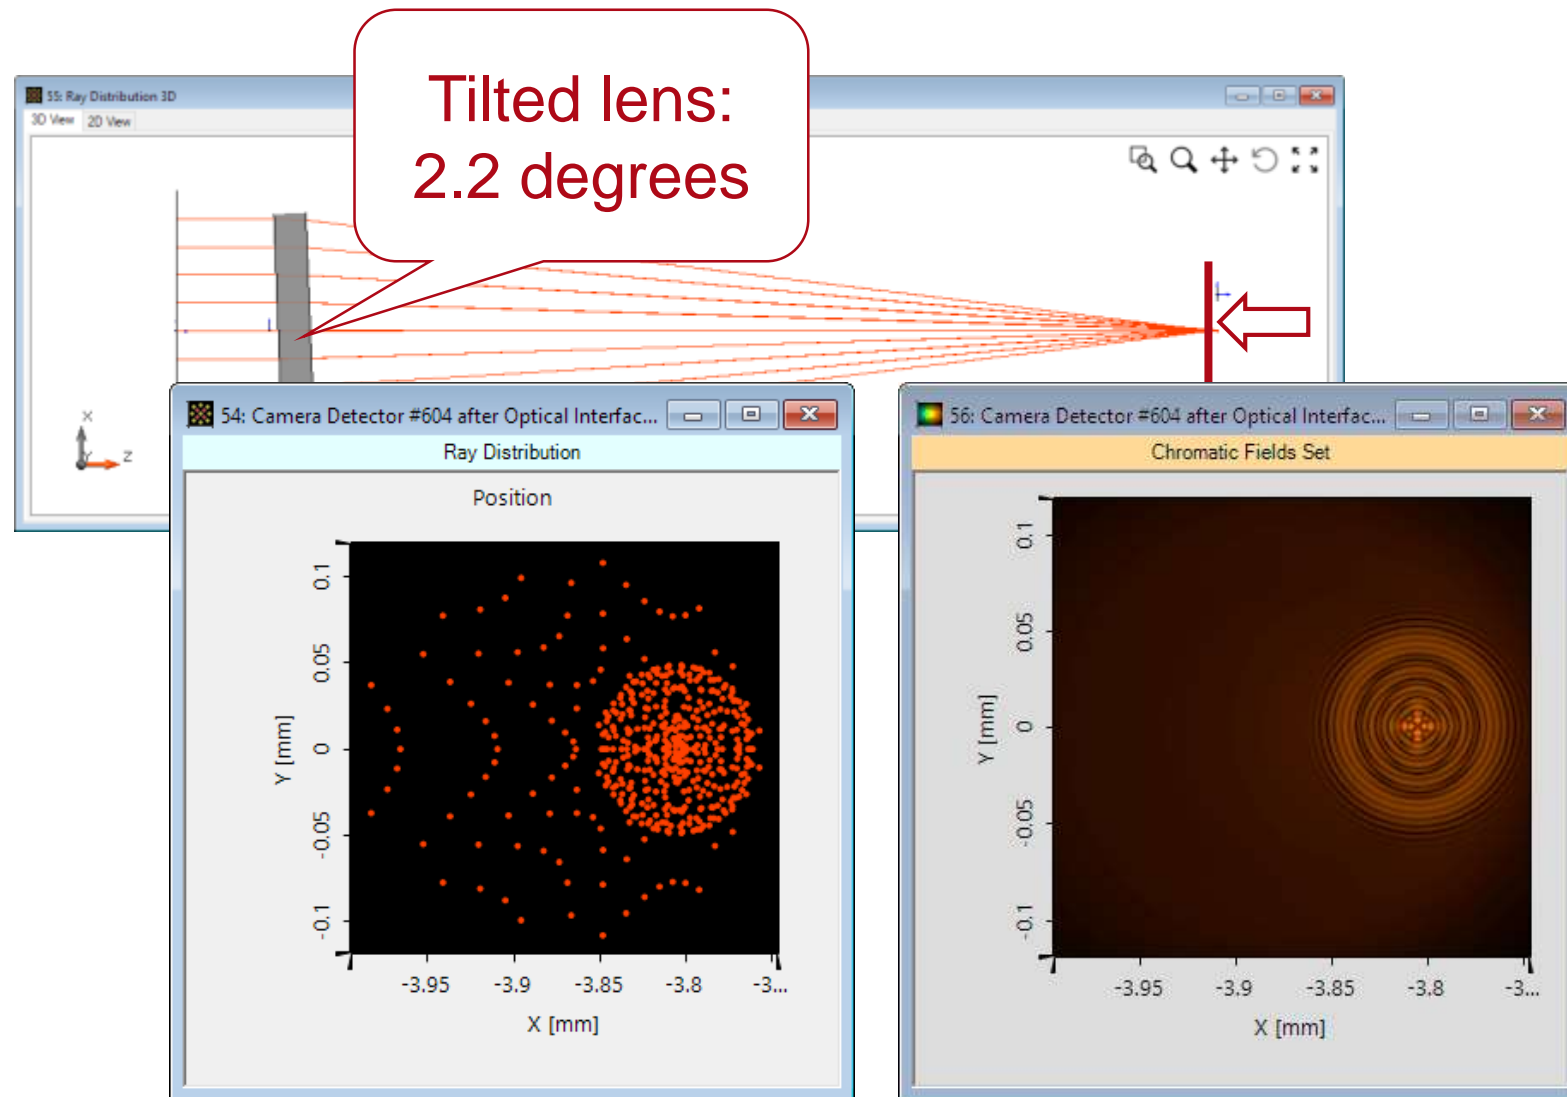 Tilted lens:
2.2 degrees
55: Ray Distribution 3D
3D View 2D View
X
Y
Z
54: Camera Detector #604 after Optical Interfac...
Ray Distribution
Position
0.1
0.05
0
-0.05
-0.1
Y [mm]
-3.95 -3.9 -3.85 -3.8 -3...
X [mm]
56: Camera Detector #604 after Optical Interfac...
Chromatic Fields Set
0.1
0.05
0
-0.05
-0.1
Y [mm]
-3.95 -3.9 -3.85 -3.8 -3...
X [mm]